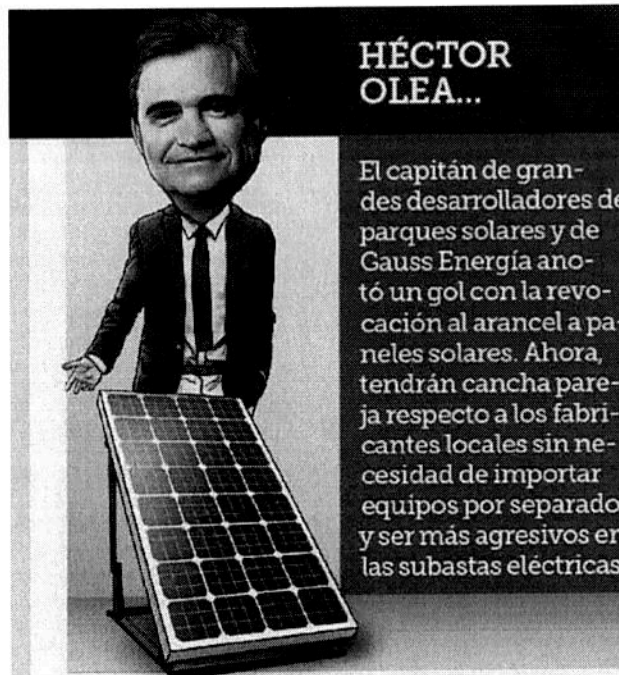 HÉCTOR
OLEA...
El capitán de gran-
des desarrolladores de
parques solares y de
Gauss Energía ano-
tó un gol con la revo-
cación al arancel a pa-
neles solares. Ahora,
tendrán cancha pare-
ja respecto a los fabri-
cantes locales sin ne-
cesidad de importar
equipos por separado
y ser más agresivos en
las subastas eléctricas